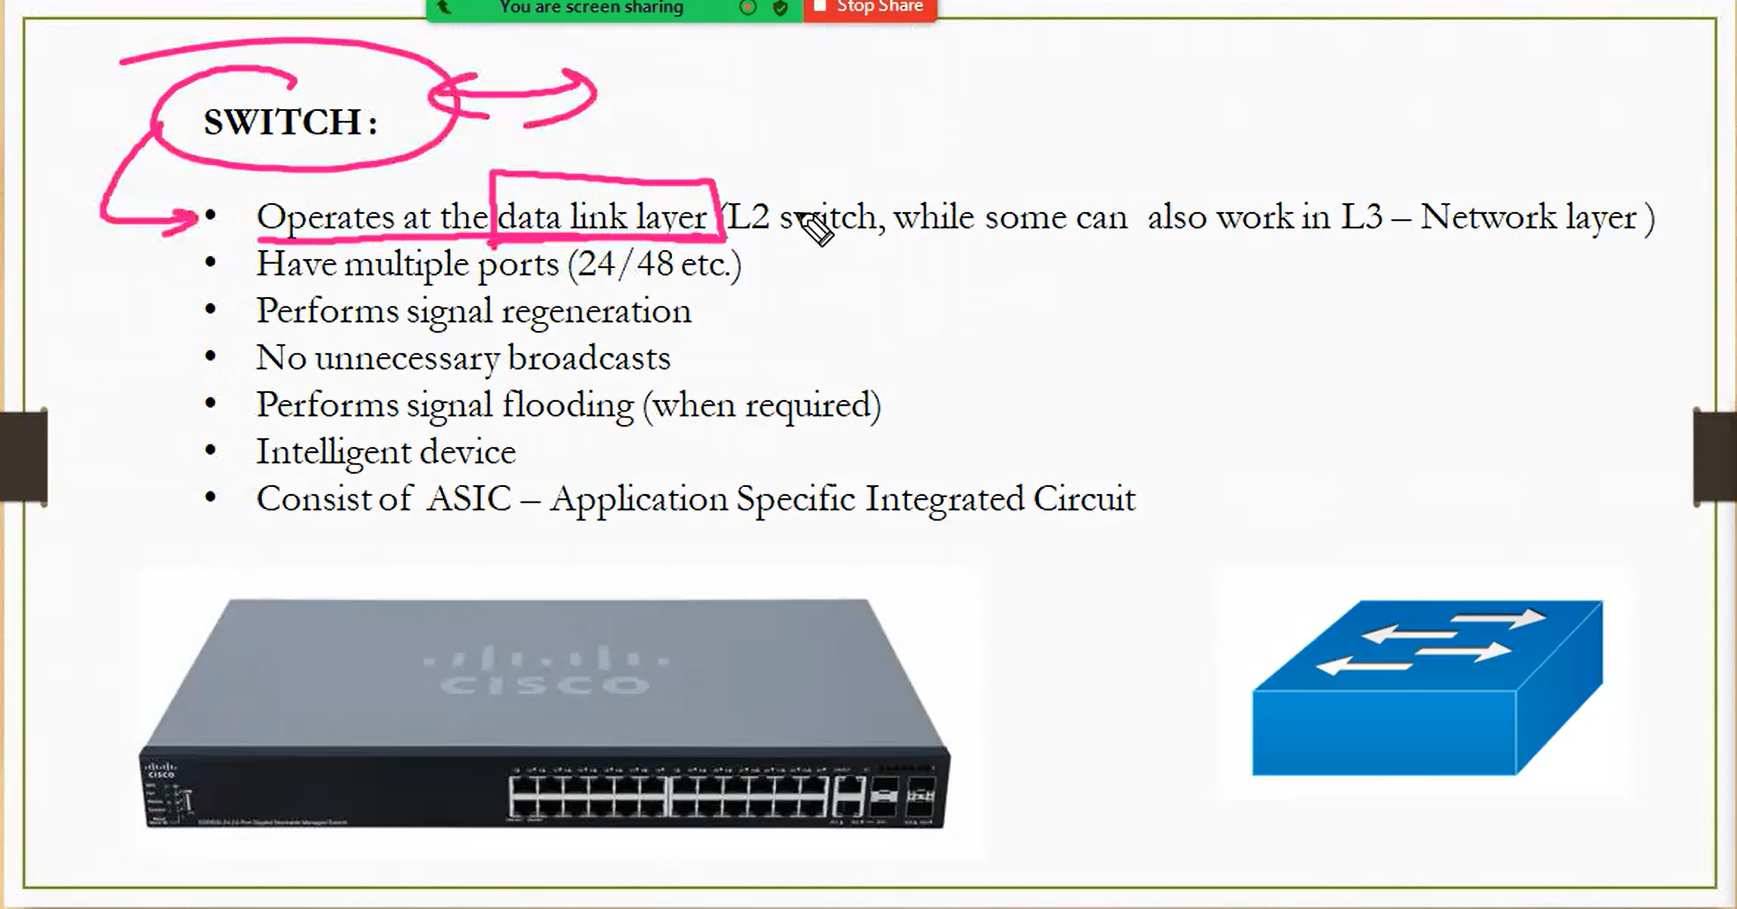 You are screen sharing
Stop Share
SWITCH :
• Operates at the data link layer (L2 switch, while some can also work in L3 – Network layer )
• Have multiple ports (24/48 etc.)
• Performs signal regeneration
• No unnecessary broadcasts
• Performs signal flooding (when required)
• Intelligent device
• Consist of ASIC – Application Specific Integrated Circuit
CISCO
CISCO